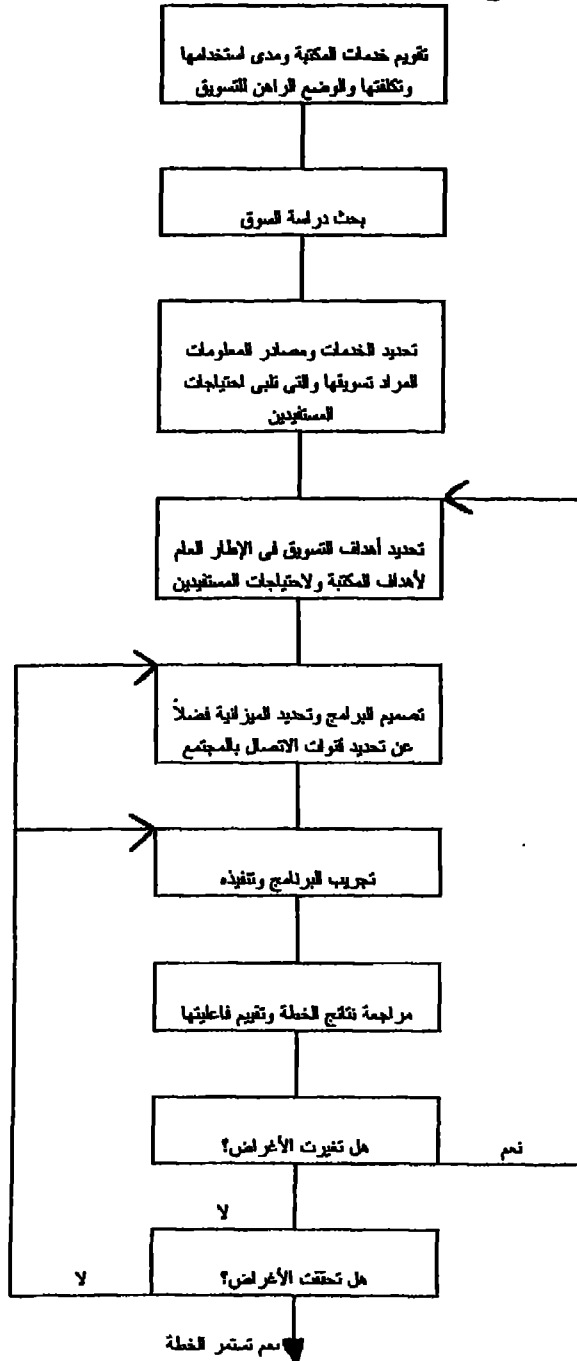 تقويم خدمات المكتبة ومدى استخدامها
وتكلفتها والوضع الراهن للتسويق
بحث دراسة السوق
تحديد الخدمات ومصادر المعلومات
المراد تسويقها والتى تلبى احتياجات
المستفيدين
تحديد أهداف التسويق فى الإطار العام
لأهداف المكتبة ولاحتياجات المستفيدين
تصميم البرامج وتحديد الميزانية فضلاً
عن تحديد قنوات الاتصال بالمجتمع
تجريب البرنامج وتنفيذه
مراجعة نتائج الخطة وتقييم فاعليتها
هل تغيرت الأغراض؟
نعم
لا
هل تحققت الأغراض؟
لا
نعم تستمر الخطة